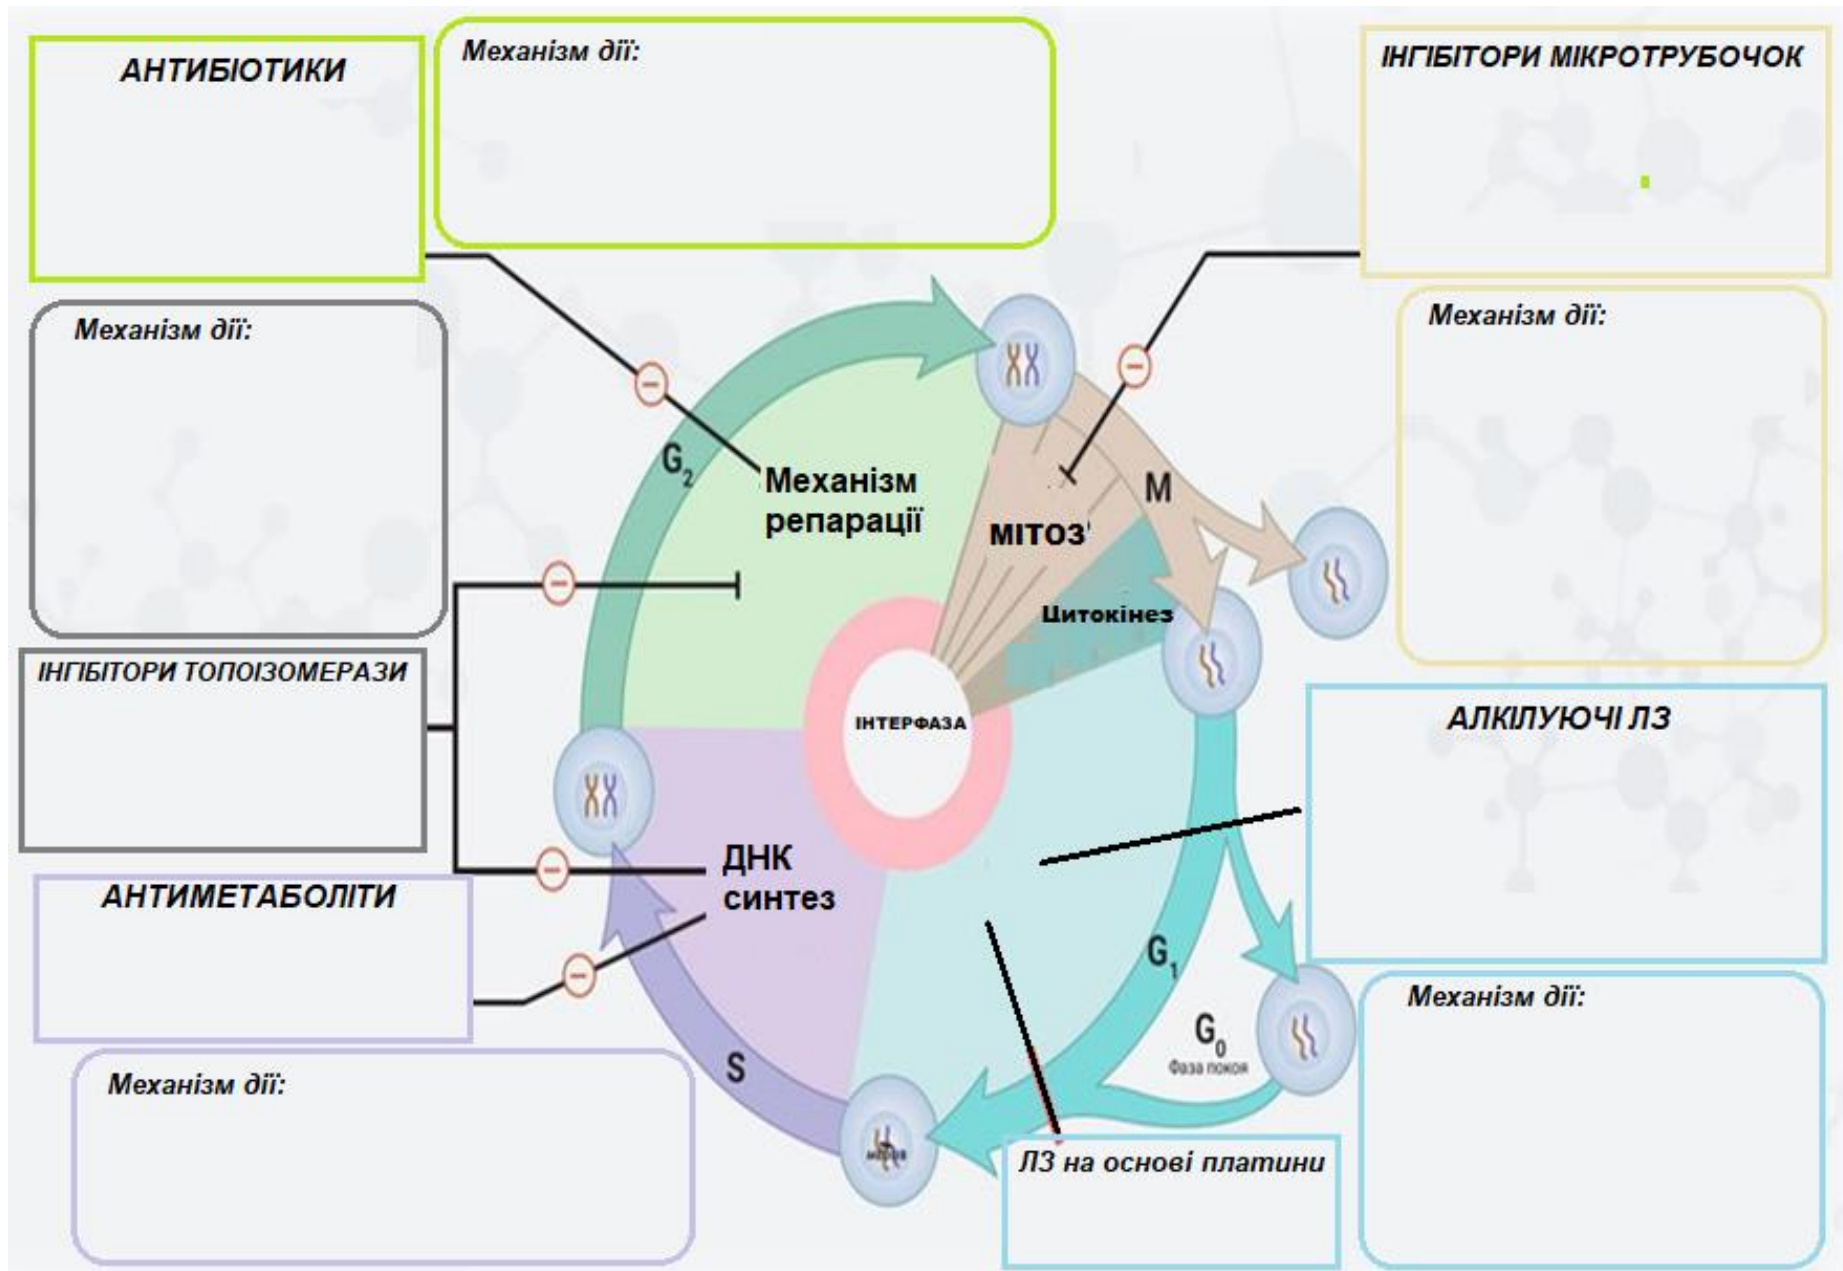 АНТИБІОТИКИ
Механізм дії:
ІНГІБІТОРИ МІКРОТРУБОЧОК
Механізм дії:
Механізм дії:
G2
Механізм
репарації
МІТОЗ
M
Цитокінез
ІНТЕРФАЗА
ІНГІБІТОРИ ТОПОІЗОМЕРАЗИ
АЛКІЛУЮЧІ ЛЗ
ДНК
синтез
АНТИМЕТАБОЛІТИ
G1
Механізм дії:
G0
Фаза покоя
S
Механізм дії:
ЛЗ на основі платини